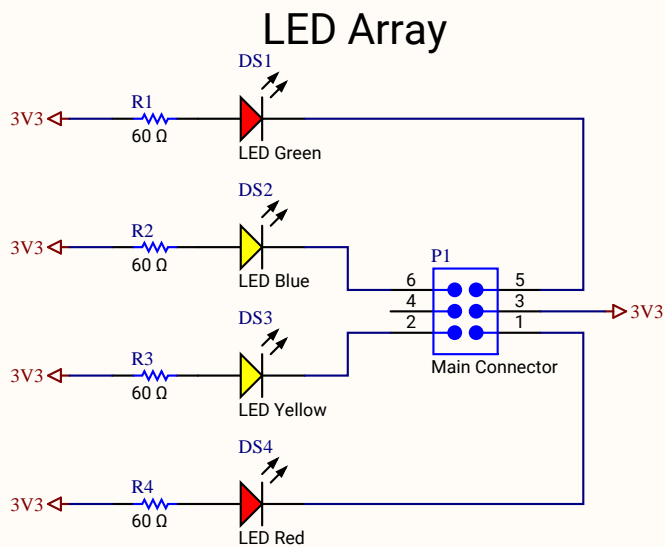 LED Array
DS1
3V3
R1
60 Ω
LED Green
DS2
3V3
R2
60 Ω
LED Blue
P1
6
5
4
3
2
1
3V3
Main Connector
DS3
3V3
R3
60 Ω
LED Yellow
DS4
3V3
R4
60 Ω
LED Red